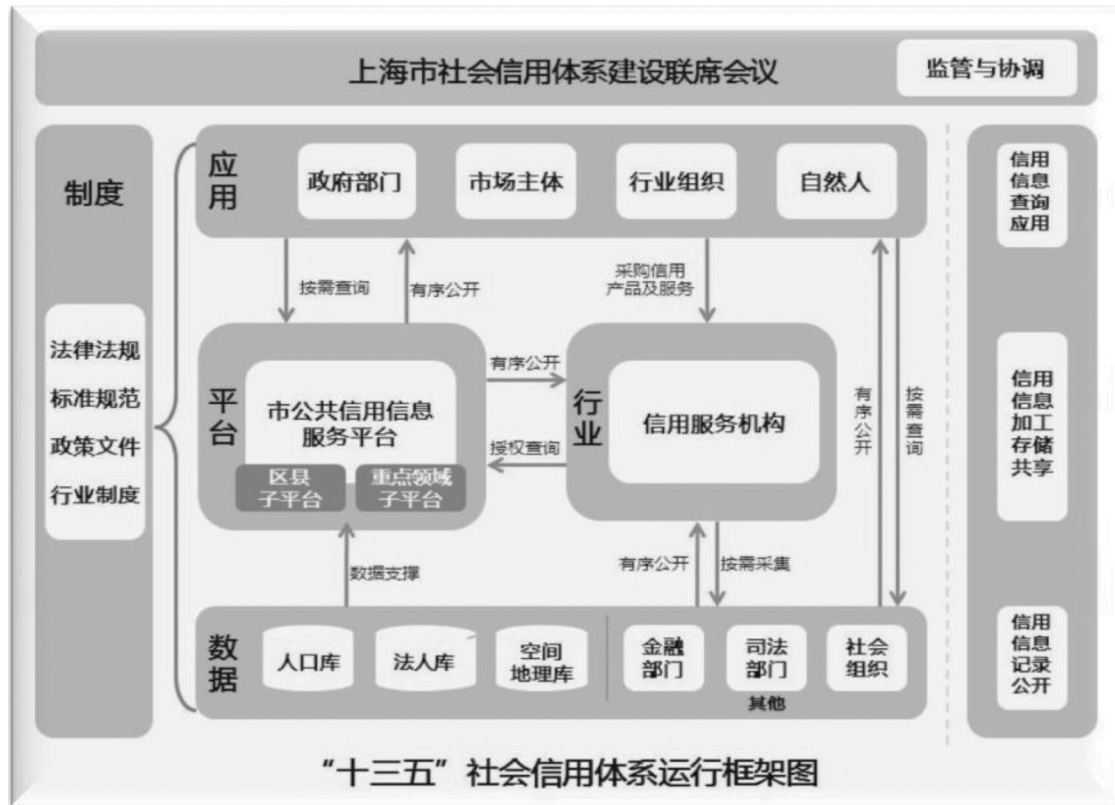 上海市社会信用体系建设联席会议
监管与协调
制度
法律法规
标准规范
政策文件
行业制度
应
用
政府部门
市场主体
行业组织
自然人
按需查询
有序公开
采购信用
产品及服务
平
台
市公共信用信息
服务平台
区县
子平台
重点领域
子平台
有序公开
授权查询
行
业
信用服务机构
有
序
公
开
按
需
查
询
数据支撑
有序公开
按需采集
数
据
人口库
法人库
空间
地理库
金融
部门
司法
部门
社会
组织
其他
信用
信息
查询
应用
信用
信息
加工
存储
共享
信用
信息
记录
公开
“十三五”社会信用体系运行框架图